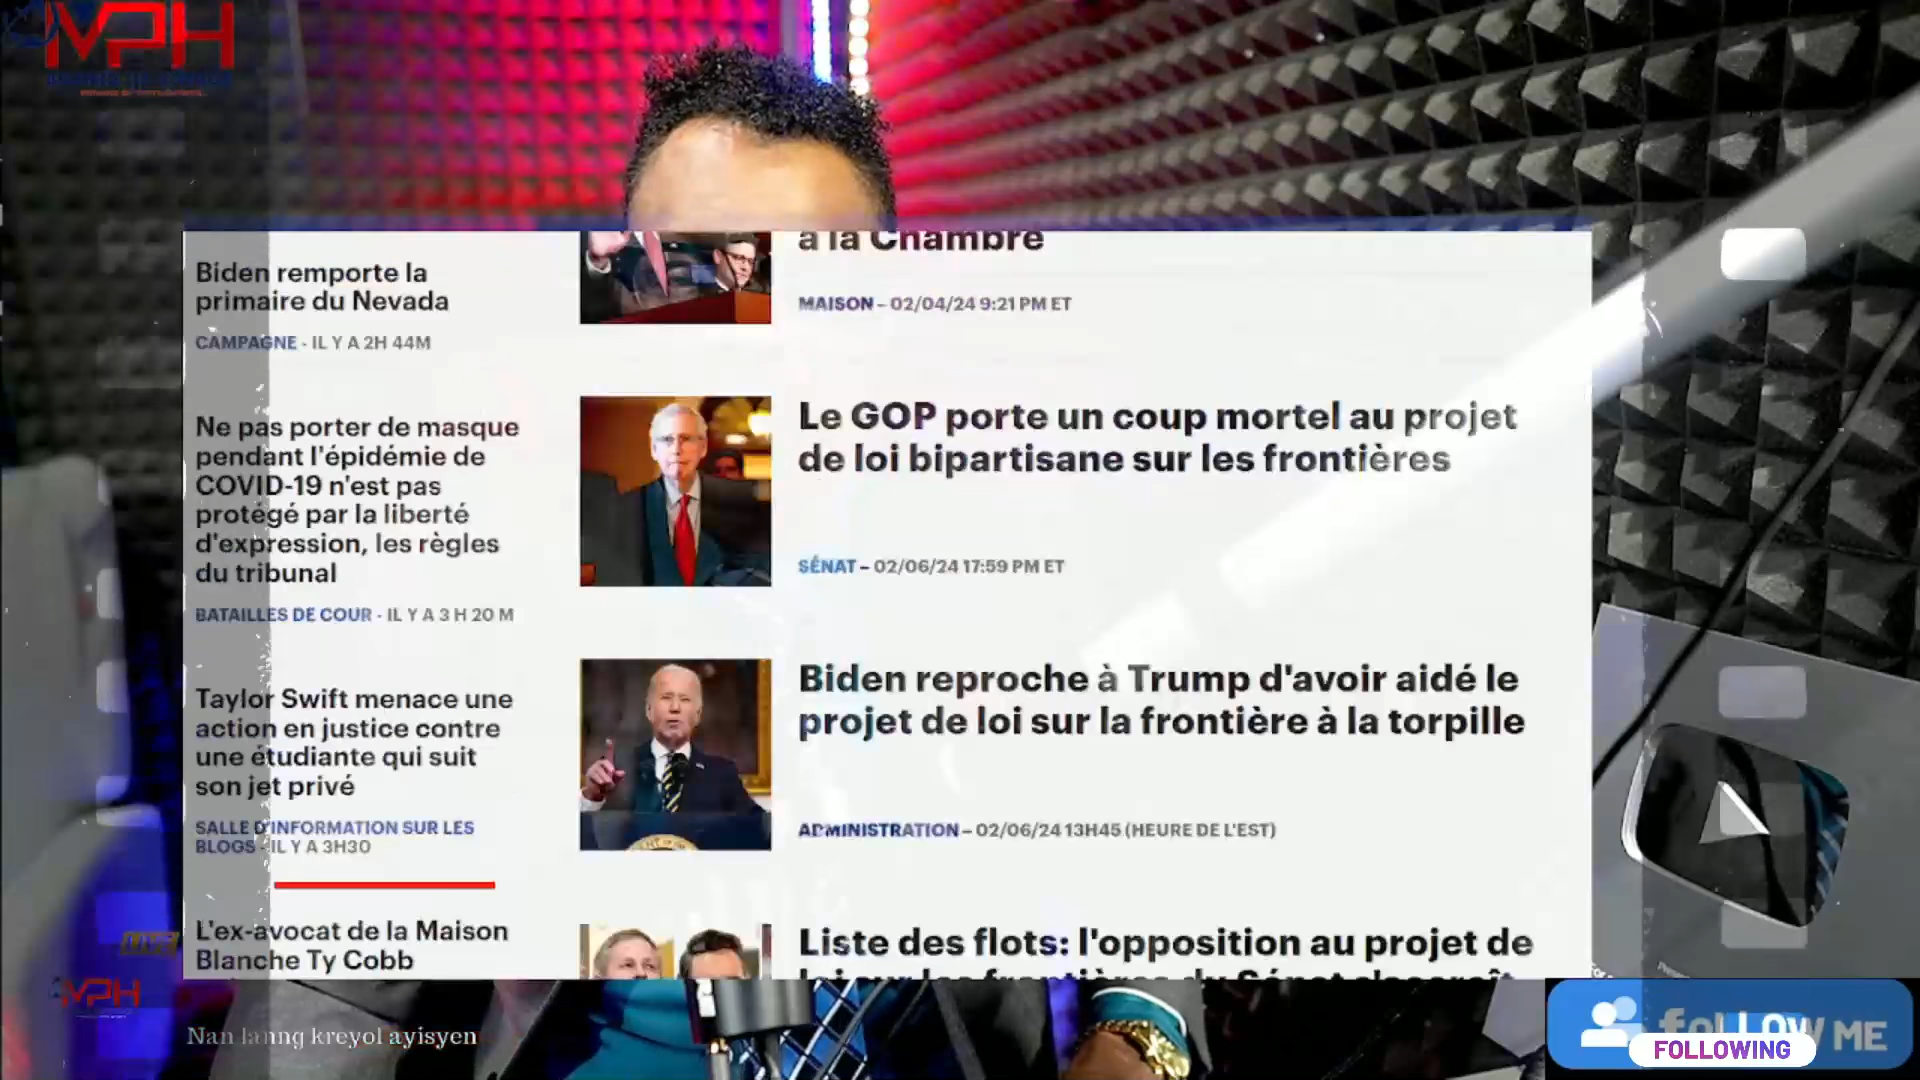 MPH
à la Chambre
Biden remporte la
primaire du Nevada
MAISON – 02/04/24 9:21 PM ET
CAMPAGNE - IL Y A 2H 44M
Ne pas porter de masque
pendant l'épidémie de
COVID-19 n'est pas
protégé par la liberté
d'expression, les règles
du tribunal
BATAILLES DE COUR - IL Y A 3 H 20 M
Le GOP porte un coup mortel au projet
de loi bipartisane sur les frontières
SÉNAT – 02/06/24 17:59 PM ET
Taylor Swift menace une
action en justice contre
une étudiante qui suit
son jet privé
SALLE D'INFORMATION SUR LES
BLOGS - IL Y A 3H30
Biden reproche à Trump d'avoir aidé le
projet de loi sur la frontière à la torpille
ADMINISTRATION – 02/06/24 13H45 (HEURE DE L'EST)
L'ex-avocat de la Maison
Blanche Ty Cobb
Liste des flots: l'opposition au projet de
loi sur les frontières du Sénat s'accroît
LIVE
MPH
Nan lanng kreyol ayisyen
FOLLOW ME
FOLLOWING